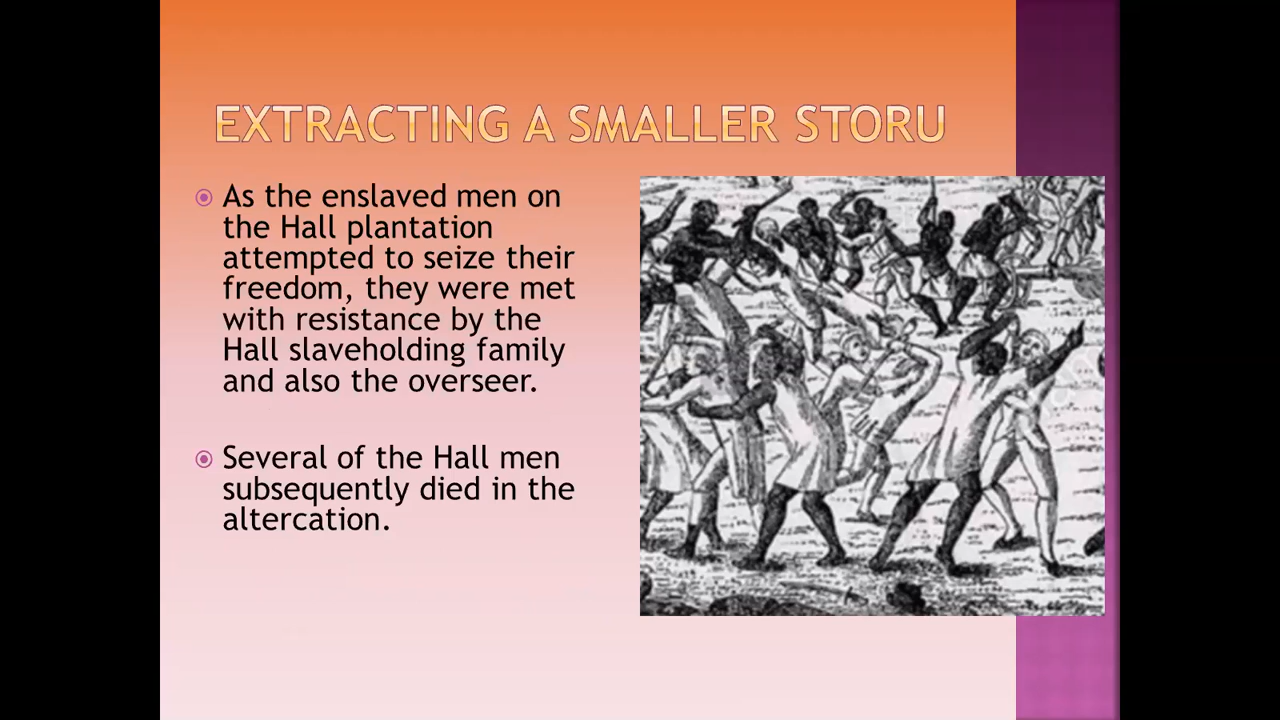 EXTRACTING A SMALLER STORU
As the enslaved men on
the Hall plantation
attempted to seize their
freedom, they were met
with resistance by the
Hall slaveholding family
and also the overseer.
Several of the Hall men
subsequently died in the
altercation.